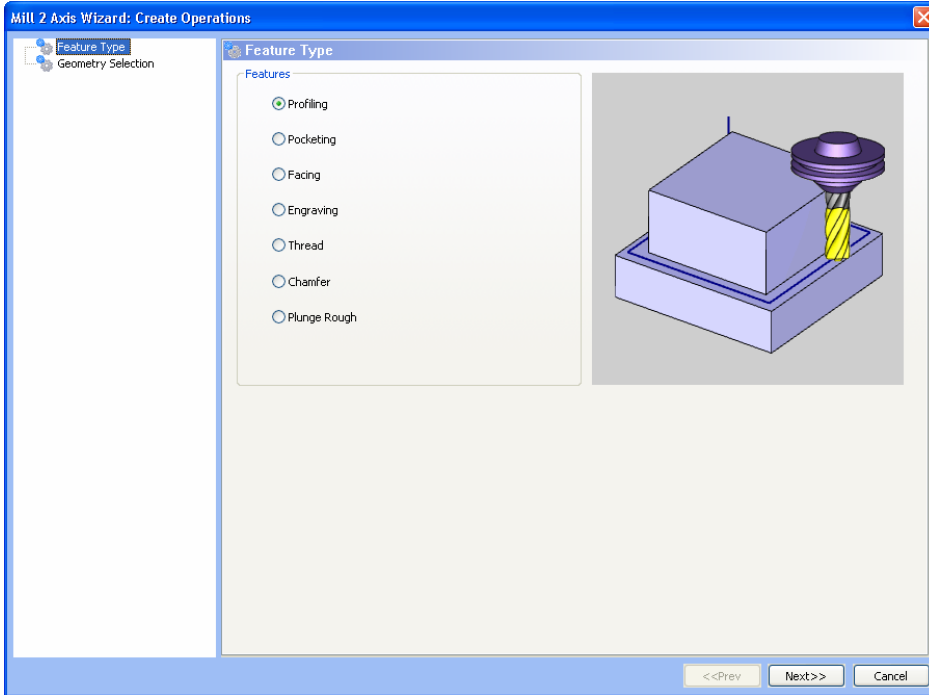 Mill 2 Axis Wizard: Create Operations
Feature Type
Geometry Selection
Feature Type
Features
Profiling
Pocketing
Facing
Engraving
Thread
Chamfer
Plunge Rough
<<Prev
Next>>
Cancel